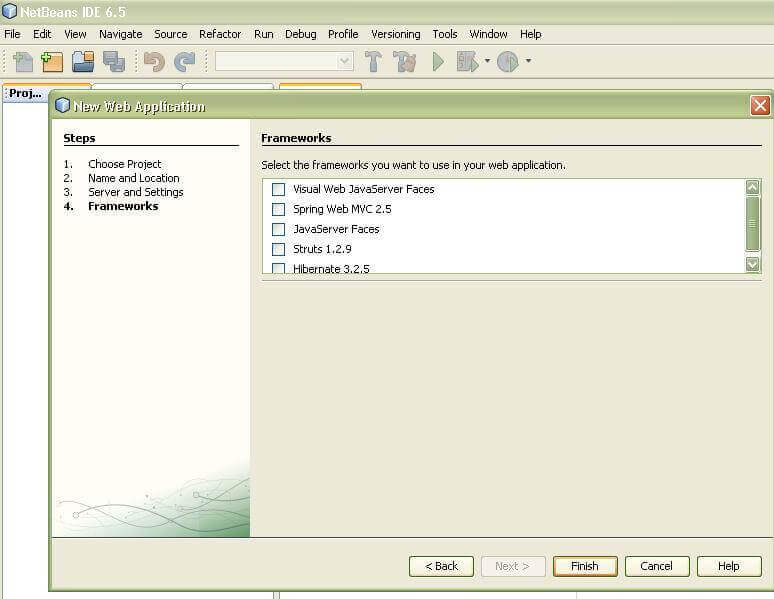 NetBeans IDE 6.5
File Edit View Navigate Source Refactor Run Debug Profile Versioning Tools Window Help
Proj...
New Web Application
Steps
1. Choose Project
2. Name and Location
3. Server and Settings
4. Frameworks
Frameworks
Select the frameworks you want to use in your web application.
Visual Web JavaServer Faces
Spring Web MVC 2.5
JavaServer Faces
Struts 1.2.9
Hibernate 3.2.5
< Back Next > Finish Cancel Help